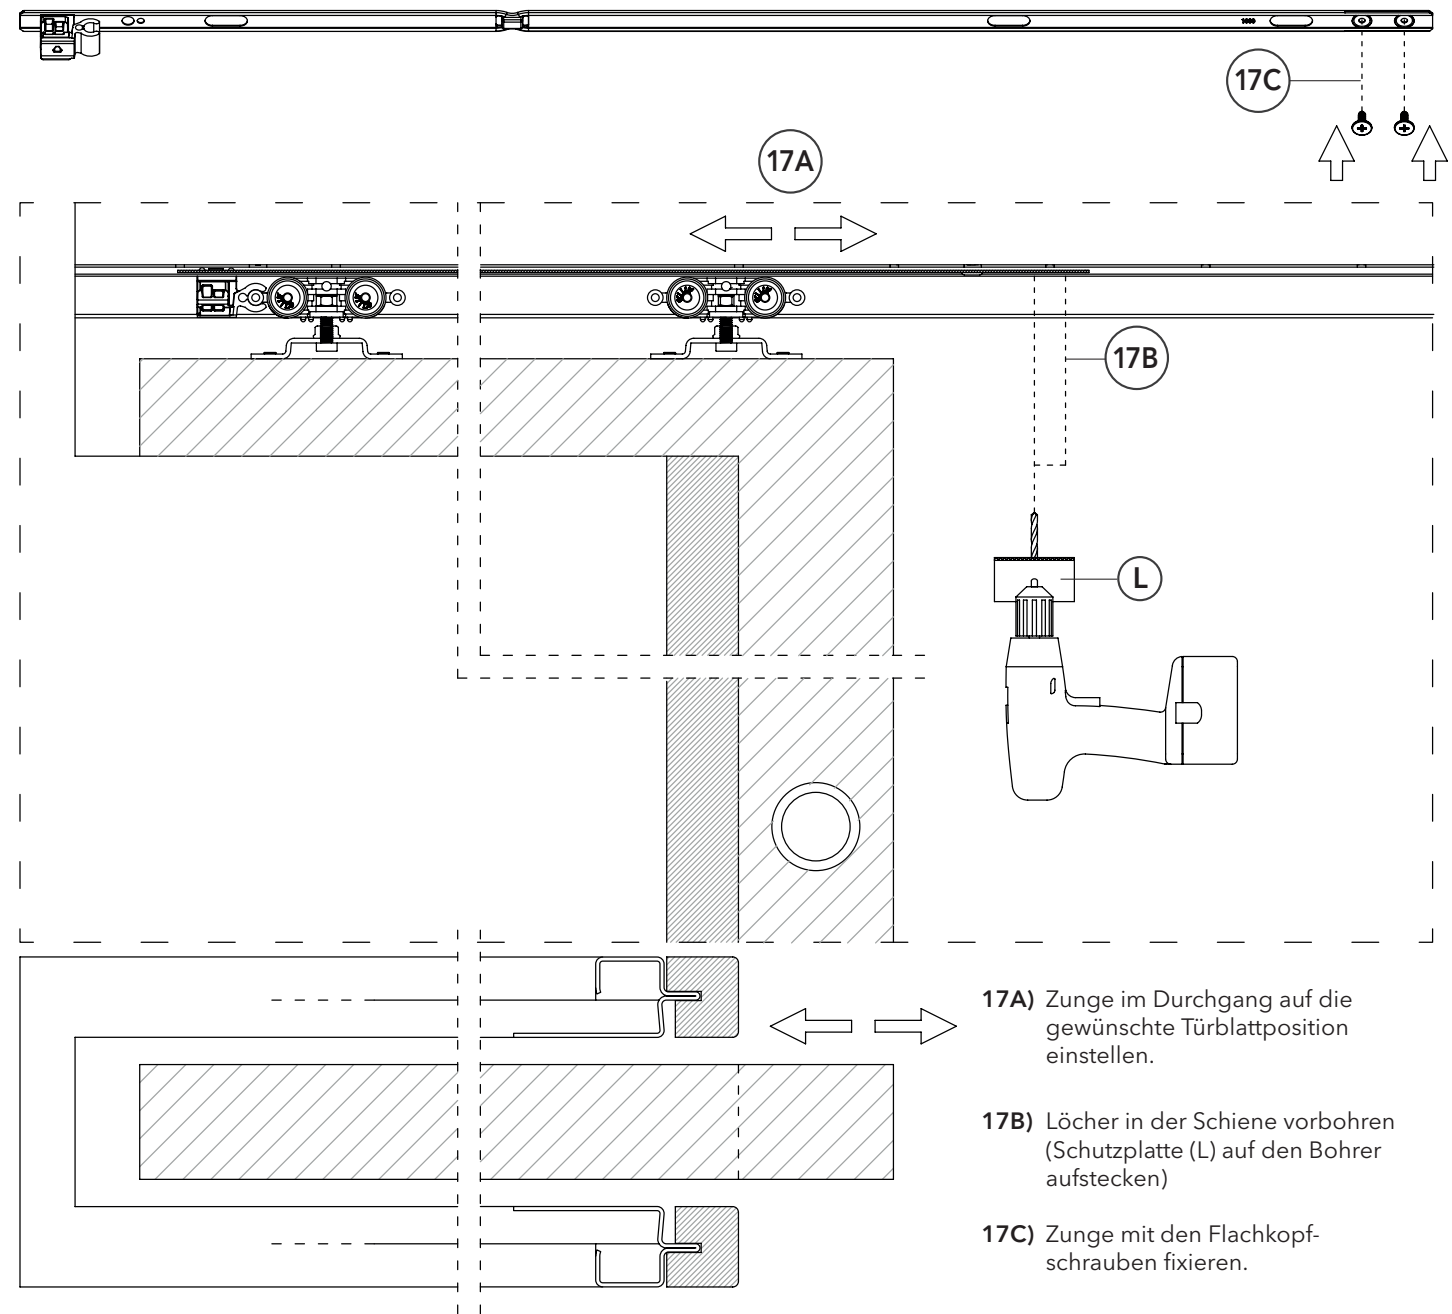 17C
17A
17B
L
17A) Zunge im Durchgang auf die
gewünschte Türblattposition
einstellen.
17B) Löcher in der Schiene vorbohren
(Schutzplatte (L) auf den Bohrer
aufstecken)
17C) Zunge mit den Flachkopf-
schrauben fixieren.